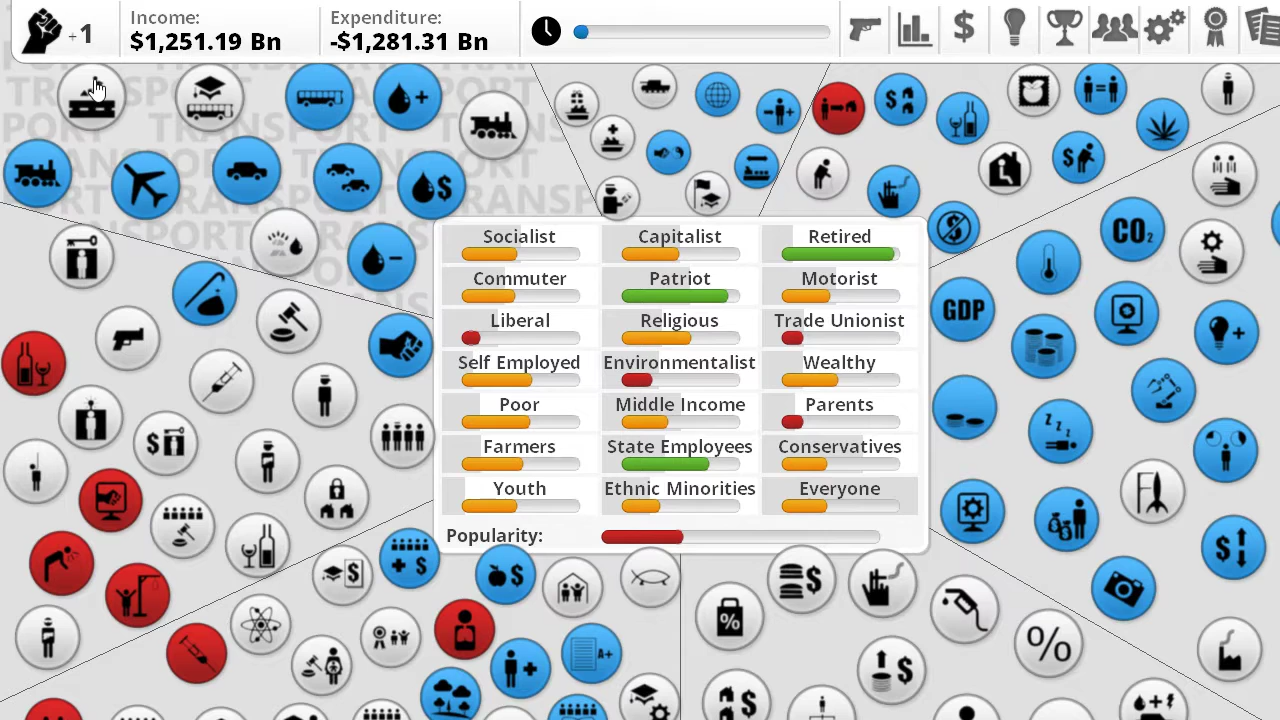 Income:
$1,251.19 Bn
Expenditure:
-$1,281.31 Bn
+1
TRANSPORT
Socialist
Capitalist
Retired
Commuter
Patriot
Motorist
Liberal
Religious
Trade Unionist
Self Employed
Environmentalist
Wealthy
Poor
Middle Income
Parents
Farmers
State Employees
Conservatives
Youth
Ethnic Minorities
Everyone
Popularity:
CO₂
GDP
A+